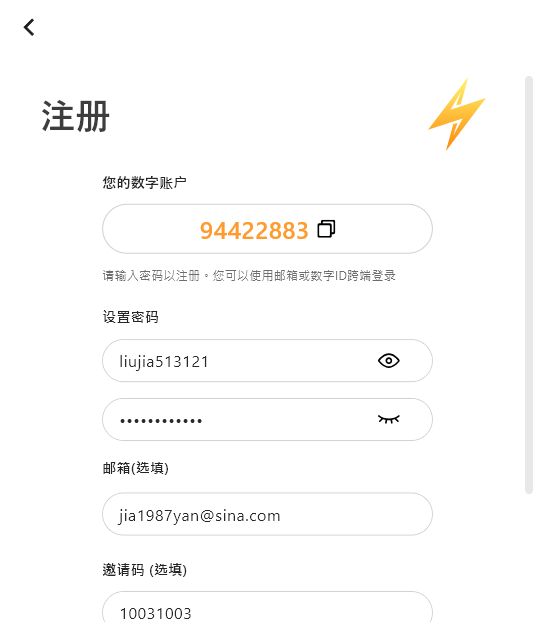 注册
您的数字账户
94422883
请输入密码以注册。您可以使用邮箱或数字ID跨端登录
设置密码
liujia513121
••••••••••••
邮箱(选填)
jia1987yan@sina.com
邀请码 (选填)
10031003